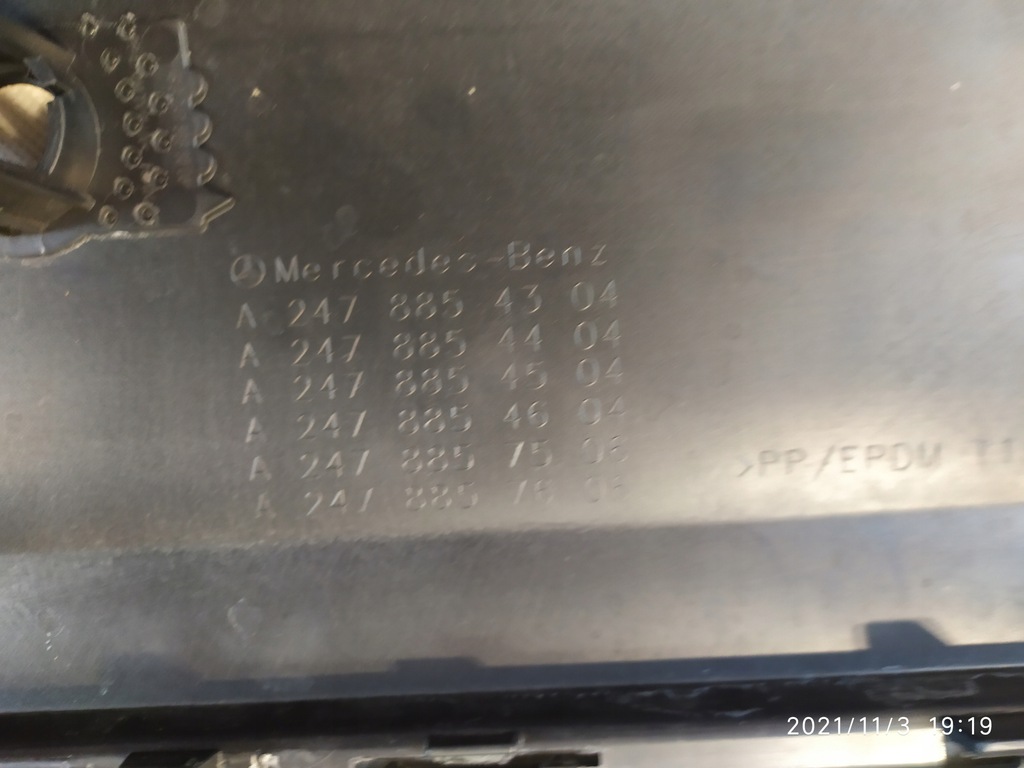 Mercedes-Benz
A 247 885 43 04
A 247 885 44 04
A 247 885 45 04
A 247 885 46 04
A 247 885 75
A 247 885
>PP/EPDM
2021/11/3 19:19